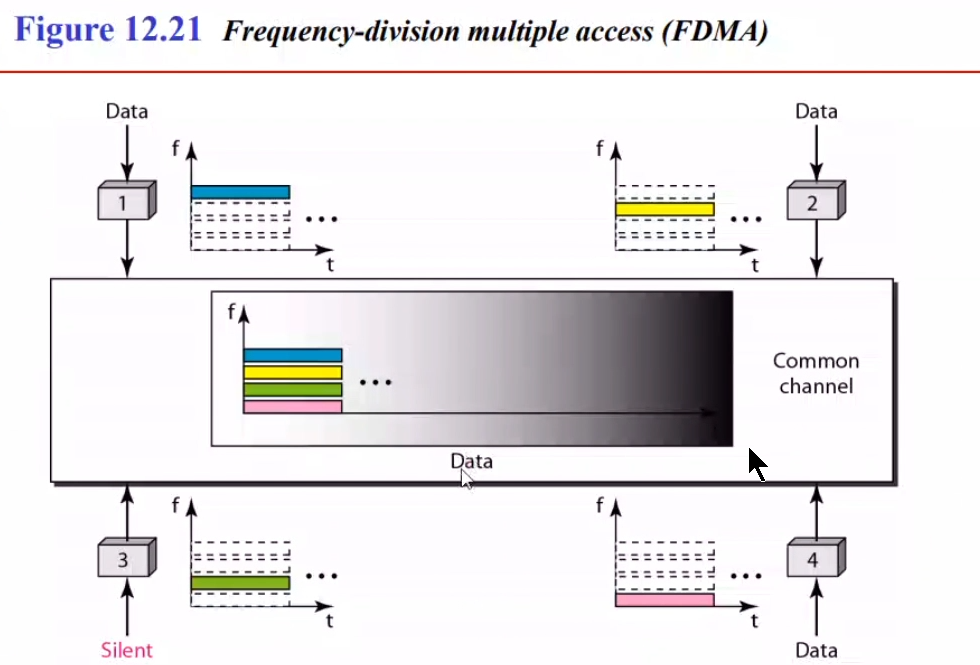 Figure 12.21 Frequency-division multiple access (FDMA)
Data
Data
f
f
1
2
...
...
t
t
f
...
Common
channel
Data
f
f
3
4
...
...
t
t
Silent
Data